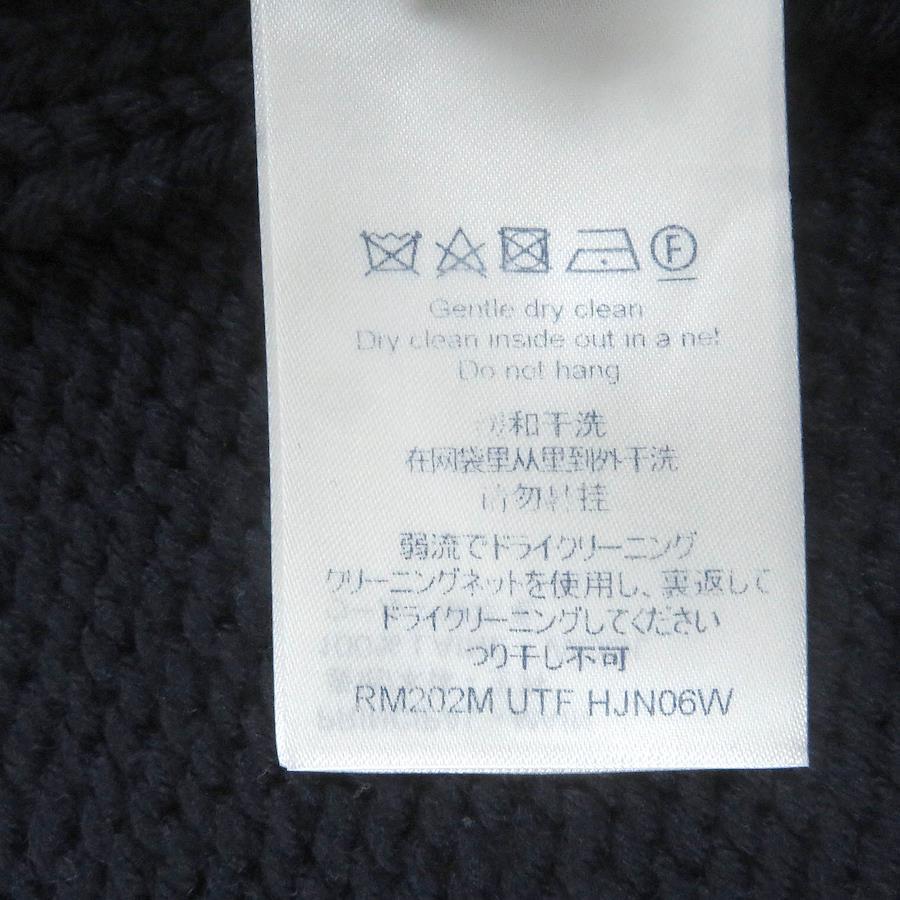 F
Gentle dry clean
Dry clean inside out in a net
Do not hang
和干洗
在网袋里从里到外干洗
请勿悬挂
弱流でドライクリーニング
クリーニングネットを使用し、裏返して
ドライクリーニングしてください
つり干し不可
RM202M UTF HJN06W